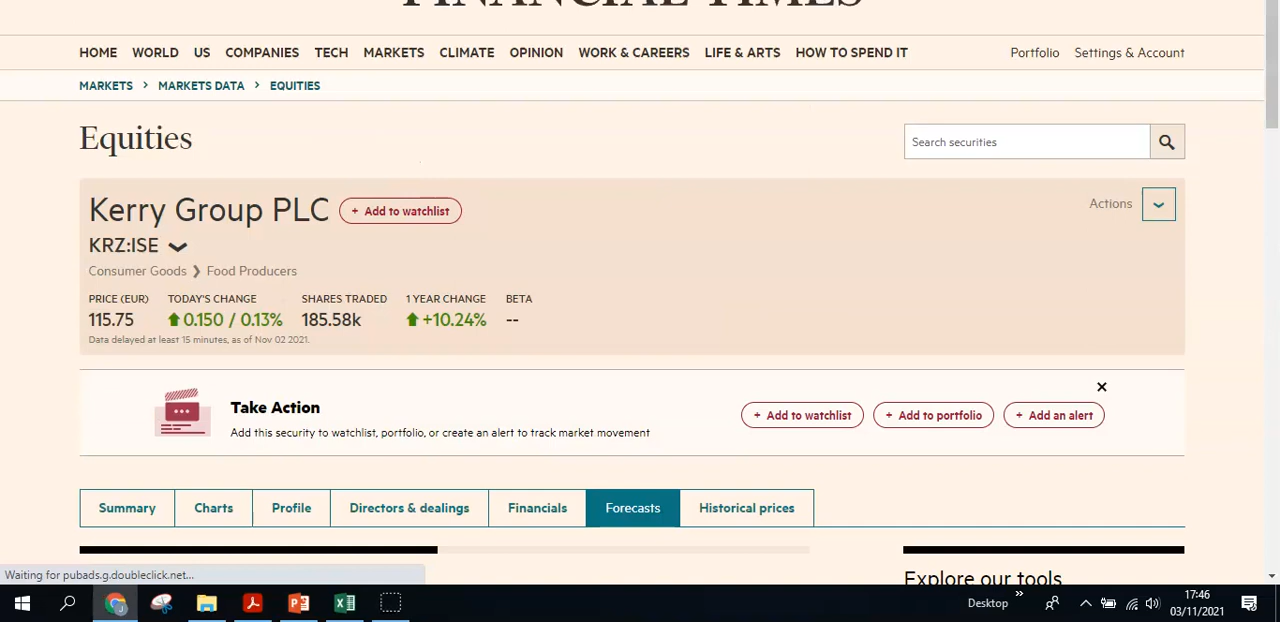 FINANCIAL TIMES
HOME WORLD US COMPANIES TECH MARKETS CLIMATE OPINION WORK & CAREERS LIFE & ARTS HOW TO SPEND IT Portfolio Settings & Account
MARKETS > MARKETS DATA > EQUITIES
Equities
Search securities
Kerry Group PLC + Add to watchlist
Actions
KRZ:ISE
Consumer Goods ❯ Food Producers
PRICE (EUR) TODAY'S CHANGE SHARES TRADED 1 YEAR CHANGE BETA
115.75 0.150 / 0.13% 185.58k +10.24% --
Data delayed at least 15 minutes, as of Nov 02 2021.
Take Action
Add this security to watchlist, portfolio, or create an alert to track market movement
+ Add to watchlist + Add to portfolio + Add an alert
Summary Charts Profile Directors & dealings Financials Forecasts Historical prices
Explore our tools
Waiting for pubads.g.doubleclick.net...
Desktop »
17:46
03/11/2021